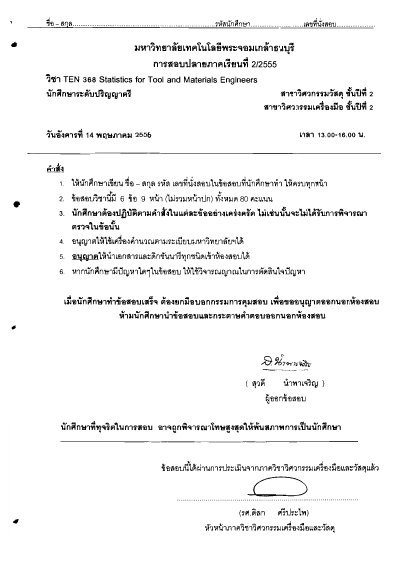 ชื่อ – สกุล..............................รหัสนักศึกษา....................เลขที่นั่งสอบ..............
มหาวิทยาลัยเทคโนโลยีพระจอมเกล้าธนบุรี
การสอบปลายภาคเรียนที่ 2/2555
วิชา TEN 368 Statistics for Tool and Materials Engineers
นักศึกษาระดับปริญญาตรี สาขาวิศวกรรมวัสดุ ชั้นปีที่ 2
สาขาวิศวกรรมเครื่องมือ ชั้นปีที่ 2
วันอังคารที่ 14 พฤษภาคม 2556 เวลา 13.00-16.00 น.
คำสั่ง
1. ให้นักศึกษาเขียน ชื่อ – สกุล รหัส เลขที่นั่งสอบในข้อสอบที่นักศึกษาทำ ให้ครบทุกหน้า
2. ข้อสอบวิชานี้มี 6 ข้อ 9 หน้า (ไม่รวมหน้าปก) ทั้งหมด 80 คะแนน
3. นักศึกษาต้องปฏิบัติตามคำสั่งในแต่ละข้ออย่างเคร่งครัด ไม่เช่นนั้นจะไม่ได้รับการพิจารณา
ตรวจในข้อนั้น
4. อนุญาตให้ใช้เครื่องคำนวณตามระเบียบมหาวิทยาลัยฯได้
5. อนุญาตให้นำเอกสารและดิกชันนารีทุกชนิดเข้าห้องสอบได้
6. หากนักศึกษามีปัญหาใดๆในข้อสอบ ให้ใช้วิจารณญาณในการตัดสินใจปัญหา
เมื่อนักศึกษาทำข้อสอบเสร็จ ต้องยกมือบอกกรรมการคุมสอบ เพื่อขออนุญาตออกนอกห้องสอบ
ห้ามนักศึกษานำข้อสอบและกระดาษคำตอบออกนอกห้องสอบ
( สุวดี นำพาเจริญ )
ผู้ออกข้อสอบ
นักศึกษาที่ทุจริตในการสอบ อาจถูกพิจารณาโทษสูงสุดให้พ้นสภาพการเป็นนักศึกษา
ข้อสอบนี้ได้ผ่านการประเมินจากภาควิชาวิศวกรรมเครื่องมือและวัสดุแล้ว
(รศ.ดิลก ศรีประไพ)
หัวหน้าภาควิชาวิศวกรรมเครื่องมือและวัสดุ